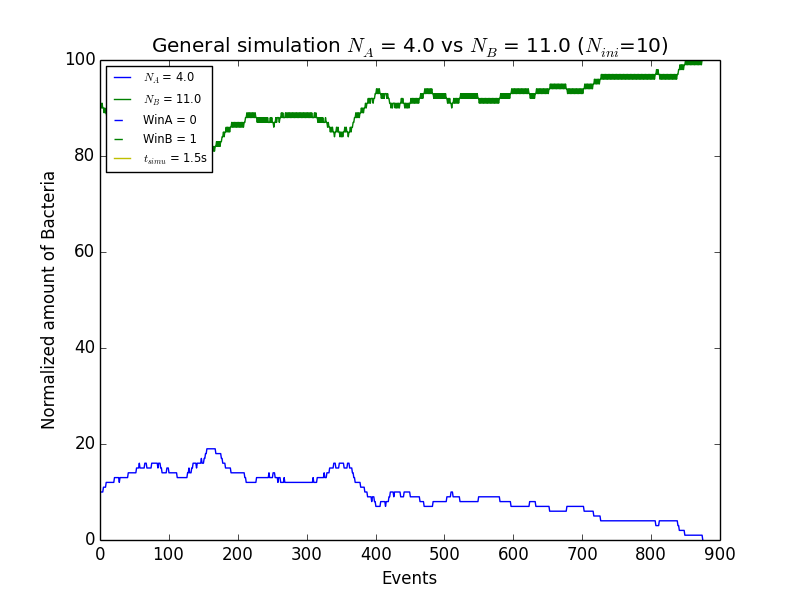 General simulation N_A = 4.0 vs N_B = 11.0 (N_ini=10)
100
80
60
40
20
0
N_A = 4.0
N_B = 11.0
WinA = 0
WinB = 1
t_simu = 1.5s
Normalized amount of Bacteria
0 100 200 300 400 500 600 700 800 900
Events